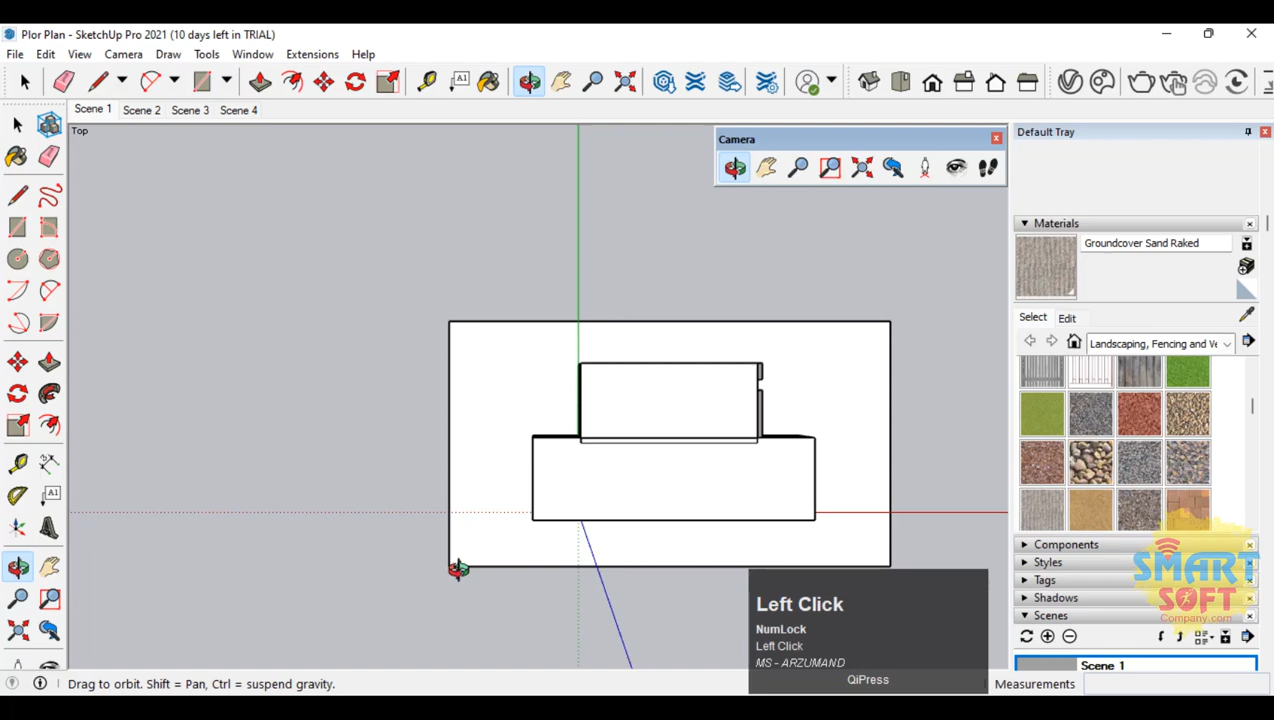 Plor Plan - SketchUp Pro 2021 (10 days left in TRIAL)
File Edit View Camera Draw Tools Window Extensions Help
A1
Scene 1 Scene 2 Scene 3 Scene 4
Top
Camera
Default Tray
Materials
Groundcover Sand Raked
Select Edit
Landscaping, Fencing and Ve
A1
Components
Styles
Tags
Shadows
Scenes
SMART
SOFT
Company.com
Scene 1
Left Click
NumLock
Left Click
MS - ARZUMAND
QiPress
Drag to orbit. Shift = Pan, Ctrl = suspend gravity.
Measurements